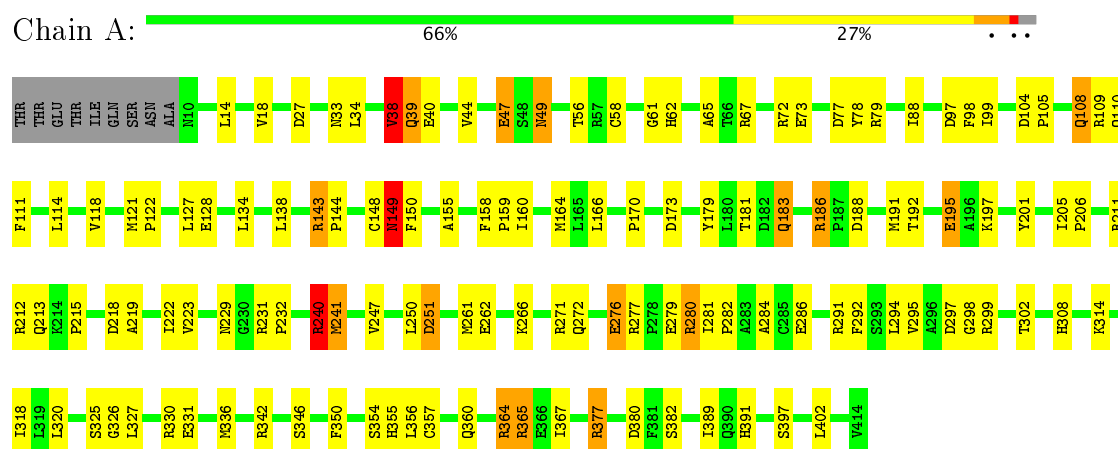 Chain A:
66% 27% • ••
THR THR GLU THR ILE GLN SER ASN ALA N10 L14 V18 D27 N33 L34 V38 Q39 E40 V44 E47 S48 N49 T56 R57 C58 G61 H62 A65 T66 R67 R72 E73 D77 Y78 R79 I88 D97 F98 I99 D104 P105 Q108 R109
F111 L114 V118 M121 P122 L127 E128 L134 L138 R143 P144 C148 N149 F150 A155 F158 P159 I160 M164 L165 L166 P170 D173 Y179 L180 T181 D182 Q183 R186 P187 D188 M191 T192 E195 A196 K197 Y201 I205 P206
R212 Q213 K214 P215 D218 A219 I222 V223 N229 G230 R231 P232 R240 M241 V247 L250 D251 M261 E262 K266 R271 Q272 E276 R277 P278 E279 R280 I281 P282 A283 A284 C285 E286 R291 F292 S293 L294 V295 A296 D297 G298 R299 T302 H308 K314
I318 L319 L320 S325 G326 L327 R330 E331 M336 R342 S346 F350 S354 H355 L356 C357 Q360 R364 R365 E366 I367 R377 D380 F381 S382 I389 Q390 H391 S397 L402 V414